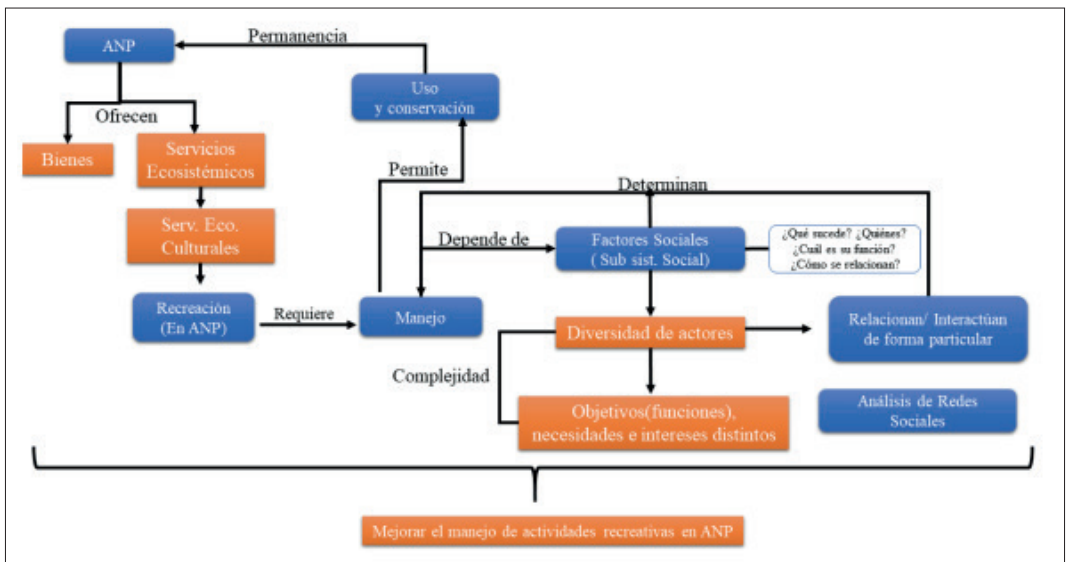 Permanencia
ANP
Uso
y conservación
Ofrecen
Bienes
Servicios
Ecosistémicos
Permite
Determinan
Serv. Eco.
Culturales
Depende de
Factores Sociales
( Sub sist. Social)
¿Qué sucede? ¿Quiénes?
¿Cuál es su función?
¿Cómo se relacionan?
Recreación
(En ANP)
Requiere
Manejo
Diversidad de actores
Relacionan/ Interactúan
de forma particular
Complejidad
Objetivos(funciones),
necesidades e intereses distintos
Análisis de Redes
Sociales
Mejorar el manejo de actividades recreativas en ANP